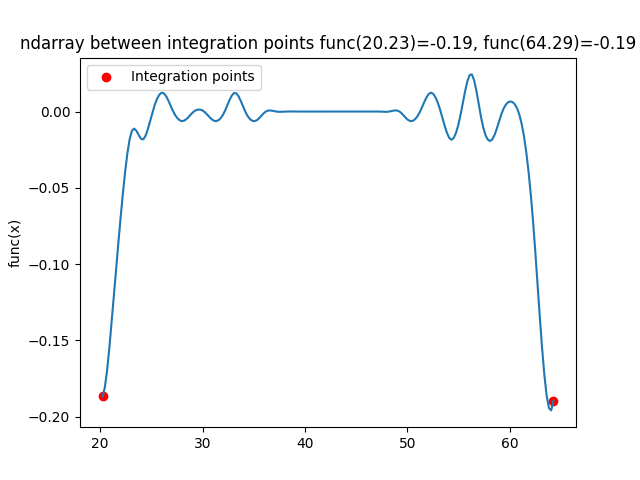 ndarray between integration points func(20.23)=-0.19, func(64.29)=-0.19
Integration points
func(x)
0.00
−0.05
−0.10
−0.15
−0.20
20 30 40 50 60